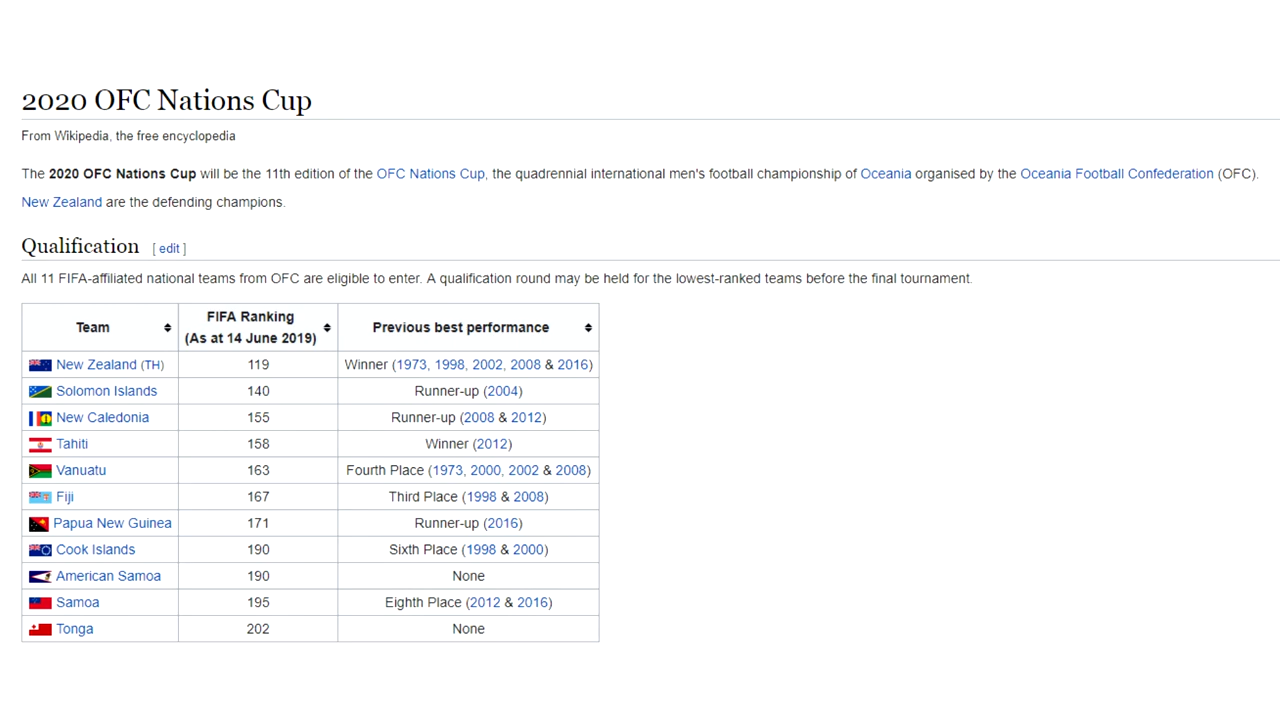 2020 OFC Nations Cup
From Wikipedia, the free encyclopedia
The 2020 OFC Nations Cup will be the 11th edition of the OFC Nations Cup, the quadrennial international men's football championship of Oceania organised by the Oceania Football Confederation (OFC).
New Zealand are the defending champions.
Qualification [ edit ]
All 11 FIFA-affiliated national teams from OFC are eligible to enter. A qualification round may be held for the lowest-ranked teams before the final tournament.
Team FIFA Ranking (As at 14 June 2019) Previous best performance
New Zealand (TH) 119 Winner (1973, 1998, 2002, 2008 & 2016)
Solomon Islands 140 Runner-up (2004)
New Caledonia 155 Runner-up (2008 & 2012)
Tahiti 158 Winner (2012)
Vanuatu 163 Fourth Place (1973, 2000, 2002 & 2008)
Fiji 167 Third Place (1998 & 2008)
Papua New Guinea 171 Runner-up (2016)
Cook Islands 190 Sixth Place (1998 & 2000)
American Samoa 190 None
Samoa 195 Eighth Place (2012 & 2016)
Tonga 202 None